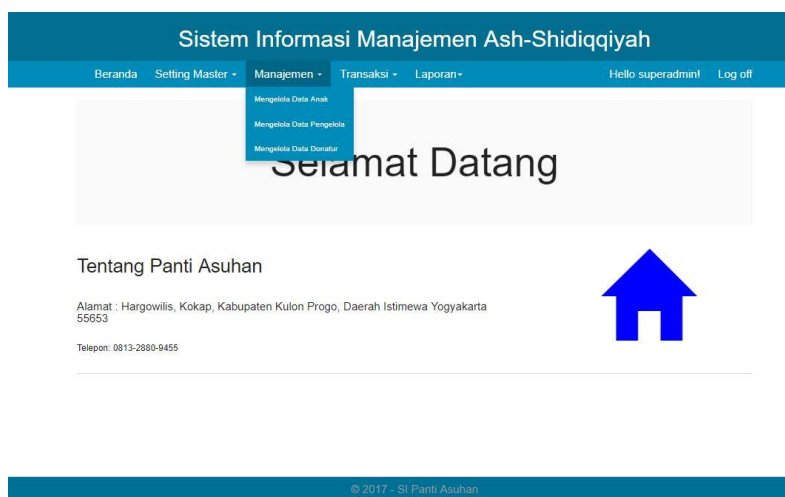 Sistem Informasi Manajemen Ash-Shidiqqiyah
Beranda Setting Master Manajemen Transaksi Laporan Hello superadmin! Log off
Mengelola Data Anak
Mengelola Data Pengelola
Mengelola Data Donatur
Selamat Datang
Tentang Panti Asuhan
Alamat : Hargowilis, Kokap, Kabupaten Kulon Progo, Daerah Istimewa Yogyakarta
55653
Telepon: 0813-2880-9455
© 2017 - SI Panti Asuhan